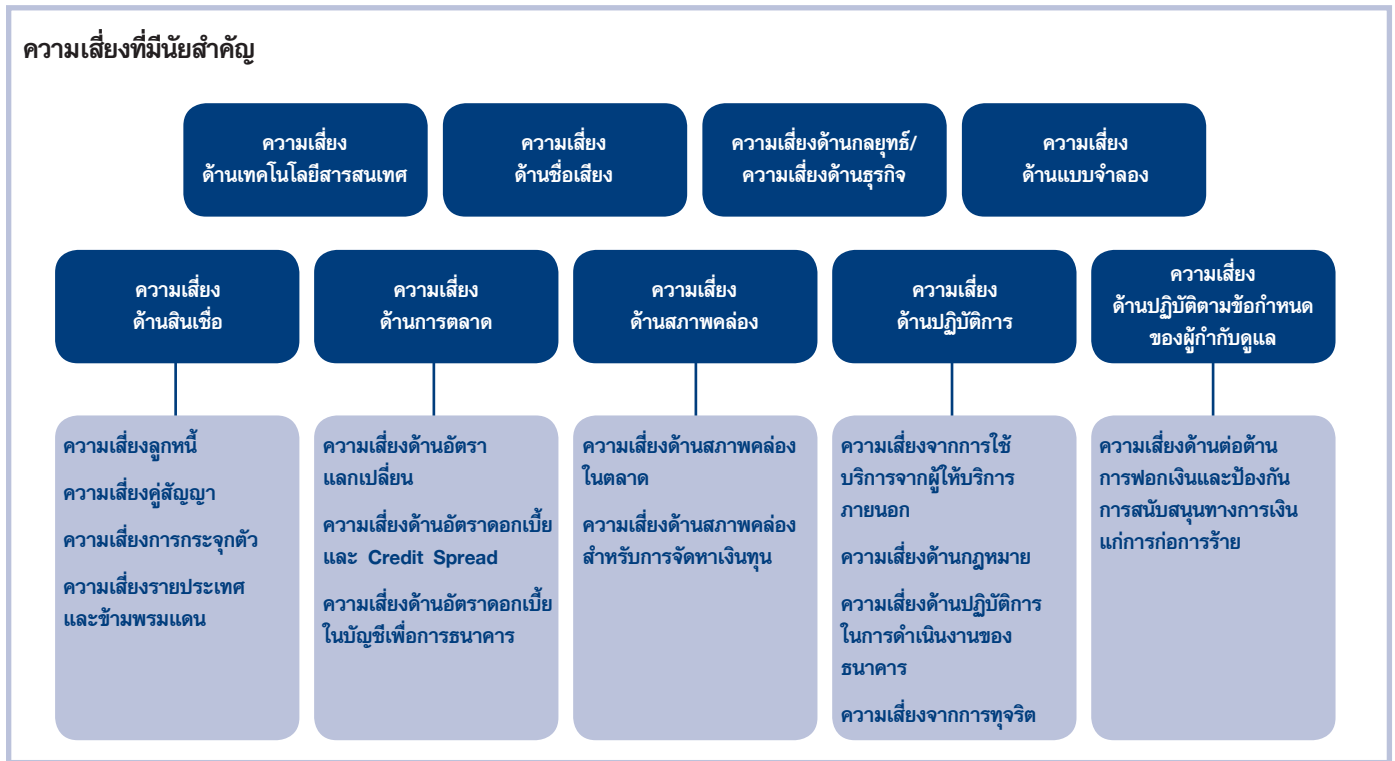 ความเสี่ยงที่มีนัยสำคัญ
ความเสี่ยง
ด้านเทคโนโลยีสารสนเทศ
ความเสี่ยง
ด้านชื่อเสียง
ความเสี่ยงด้านกลยุทธ์/
ความเสี่ยงด้านธุรกิจ
ความเสี่ยง
ด้านแบบจำลอง
ความเสี่ยง
ด้านสินเชื่อ
ความเสี่ยง
ด้านการตลาด
ความเสี่ยง
ด้านสภาพคล่อง
ความเสี่ยง
ด้านปฏิบัติการ
ความเสี่ยง
ด้านปฏิบัติตามข้อกำหนด
ของผู้กำกับดูแล
ความเสี่ยงลูกหนี้
ความเสี่ยงคู่สัญญา
ความเสี่ยงการกระจุกตัว
ความเสี่ยงรายประเทศ
และข้ามพรมแดน
ความเสี่ยงด้านอัตรา
แลกเปลี่ยน
ความเสี่ยงด้านอัตราดอกเบี้ย
และ Credit Spread
ความเสี่ยงด้านอัตราดอกเบี้ย
ในบัญชีเพื่อการธนาคาร
ความเสี่ยงด้านสภาพคล่อง
ในตลาด
ความเสี่ยงด้านสภาพคล่อง
สำหรับการจัดหาเงินทุน
ความเสี่ยงจากการใช้
บริการจากผู้ให้บริการ
ภายนอก
ความเสี่ยงด้านกฎหมาย
ความเสี่ยงด้านปฏิบัติการ
ในการดำเนินงานของ
ธนาคาร
ความเสี่ยงจากการทุจริต
ความเสี่ยงด้านต่อต้าน
การฟอกเงินและป้องกัน
การสนับสนุนทางการเงิน
แก่การก่อการร้าย